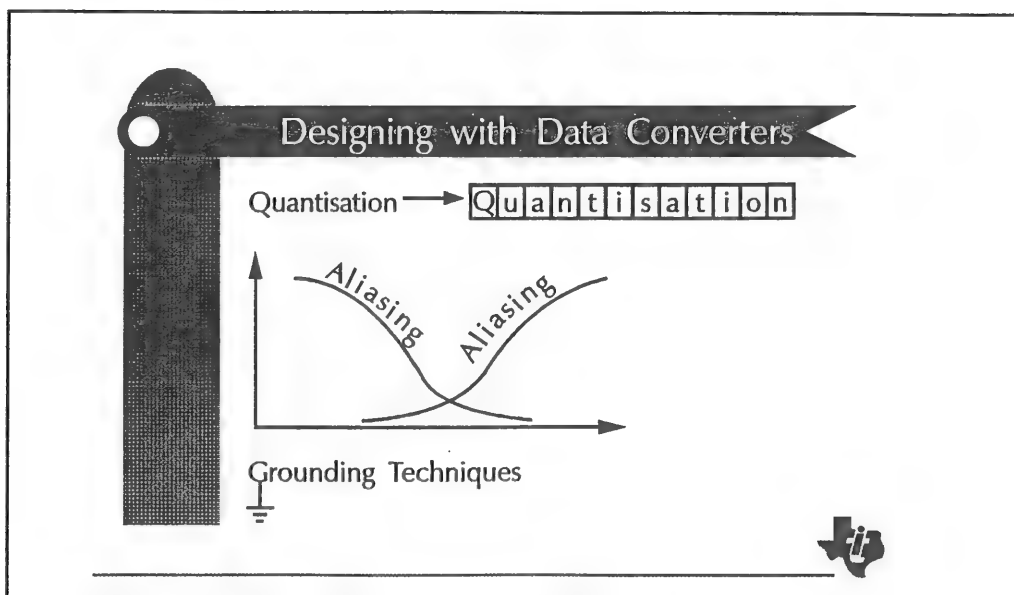 Designing with Data Converters
Quantisation Quantisation
Aliasing Aliasing
Grounding Techniques